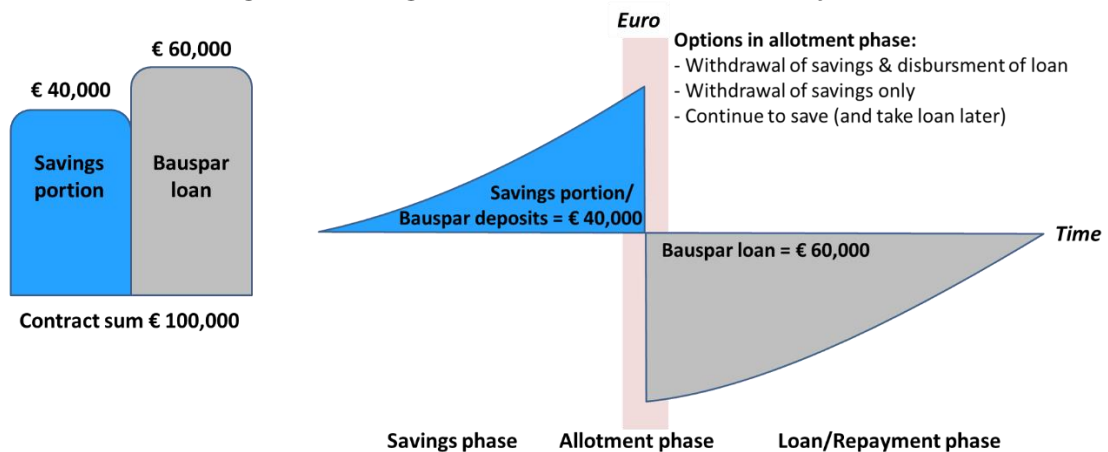 € 60,000
€ 40,000
Savings
portion
Bauspar
loan
Contract sum € 100,000
Euro
Options in allotment phase:
- Withdrawal of savings & disbursment of loan
- Withdrawal of savings only
- Continue to save (and take loan later)
Savings portion/
Bauspar deposits = € 40,000
Time
Bauspar loan = € 60,000
Savings phase
Allotment phase
Loan/Repayment phase